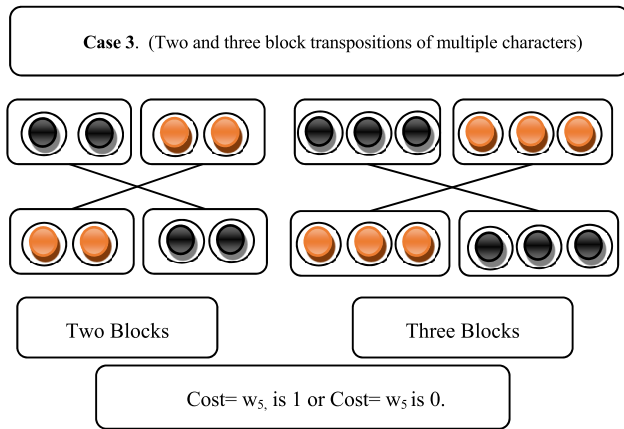 Case 3. (Two and three block transpositions of multiple characters)
Two Blocks
Three Blocks
Cost= w5, is 1 or Cost= w5 is 0.